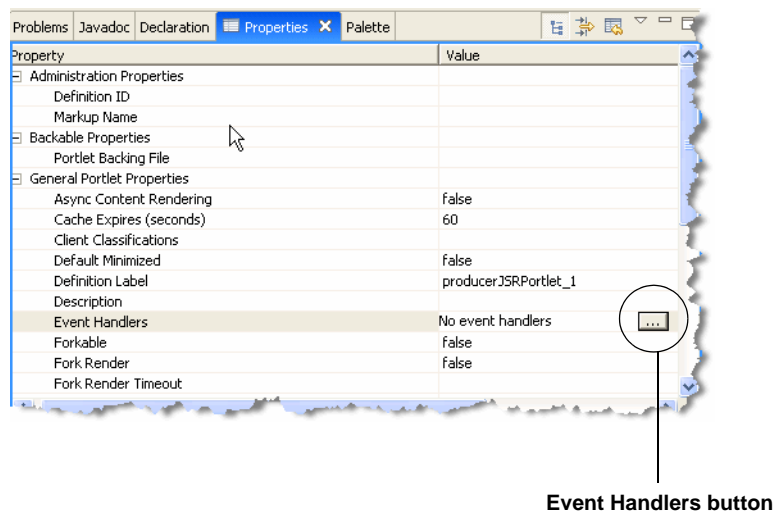 Problems Javadoc Declaration Properties Palette
Property Value
Administration Properties
Definition ID
Markup Name
Backable Properties
Portlet Backing File
General Portlet Properties
Async Content Rendering false
Cache Expires (seconds) 60
Client Classifications
Default Minimized false
Definition Label producerJSRPortlet_1
Description
Event Handlers No event handlers ...
Forkable false
Fork Render false
Fork Render Timeout
Event Handlers button